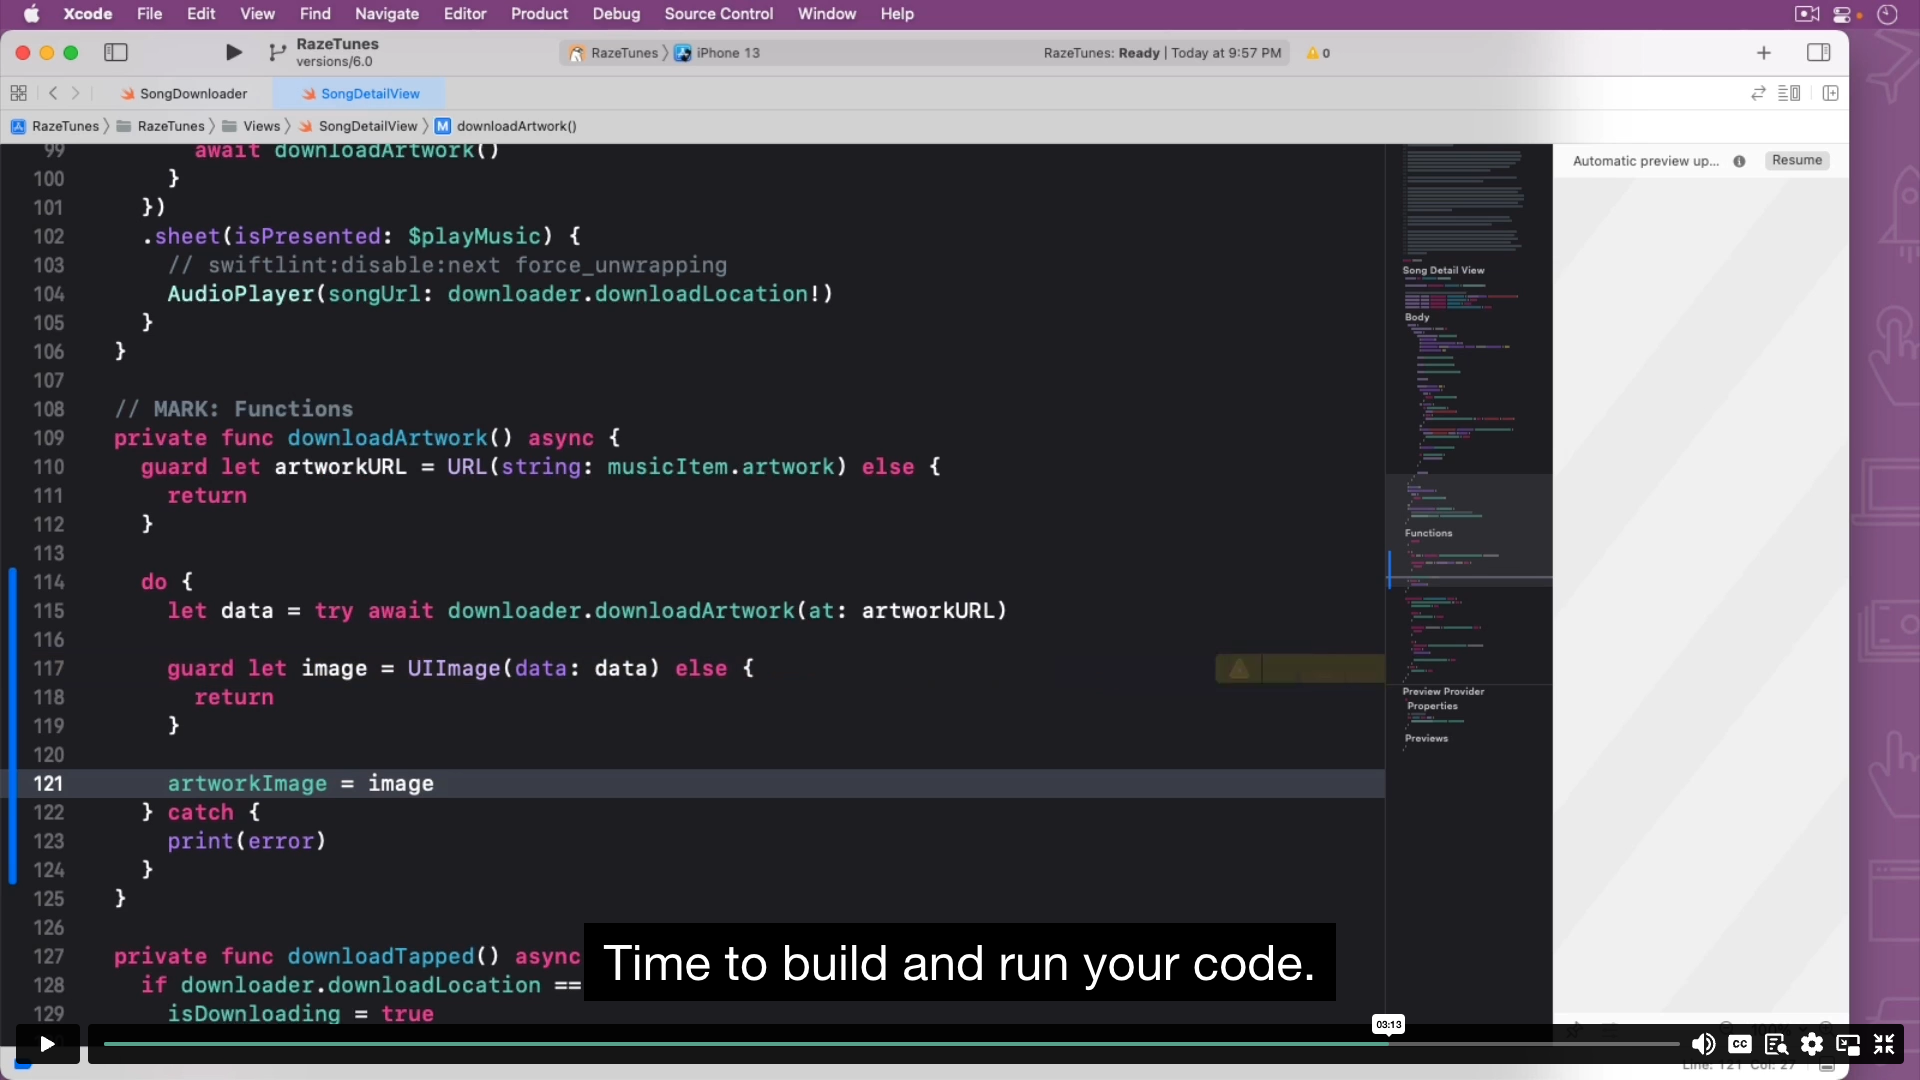 Xcode File Edit View Find Navigate Editor Product Debug Source Control Window Help
RazeTunes
versions/6.0
RazeTunes 〉 iPhone 13
RazeTunes: Ready | Today at 9:57 PM
0
SongDownloader
SongDetailView
RazeTunes 〉 RazeTunes 〉 Views 〉 SongDetailView 〉 M downloadArtwork()
Automatic preview up...
Resume
99 await downloadArtwork()
100 }
101 })
102 .sheet(isPresented: $playMusic) {
103 // swiftlint:disable:next force_unwrapping
104 AudioPlayer(songUrl: downloader.downloadLocation!)
105 }
106 }
107
108 // MARK: Functions
109 private func downloadArtwork() async {
110 guard let artworkURL = URL(string: musicItem.artwork) else {
111 return
112 }
113
114 do {
115 let data = try await downloader.downloadArtwork(at: artworkURL)
116
117 guard let image = UIImage(data: data) else {
118 return
119 }
120
121 artworkImage = image
122 } catch {
123 print(error)
124 }
125 }
126
127 private func downloadTapped() async
128 if downloader.downloadLocation ==
129 isDownloading = true
Song Detail View
Body
Functions
Preview Provider
Properties
Previews
Time to build and run your code.
03:13
CC
Line: 121 Col: 27